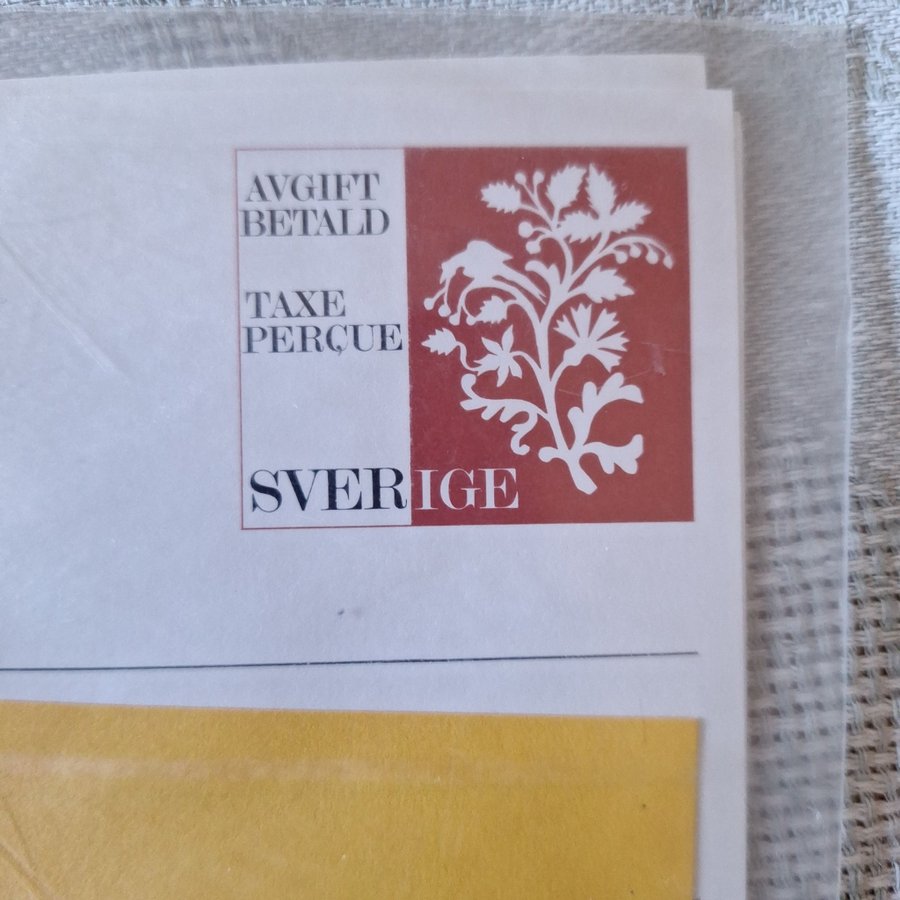 AVGIFT
BETALD
TAXE
PERÇUE
SVERIGE